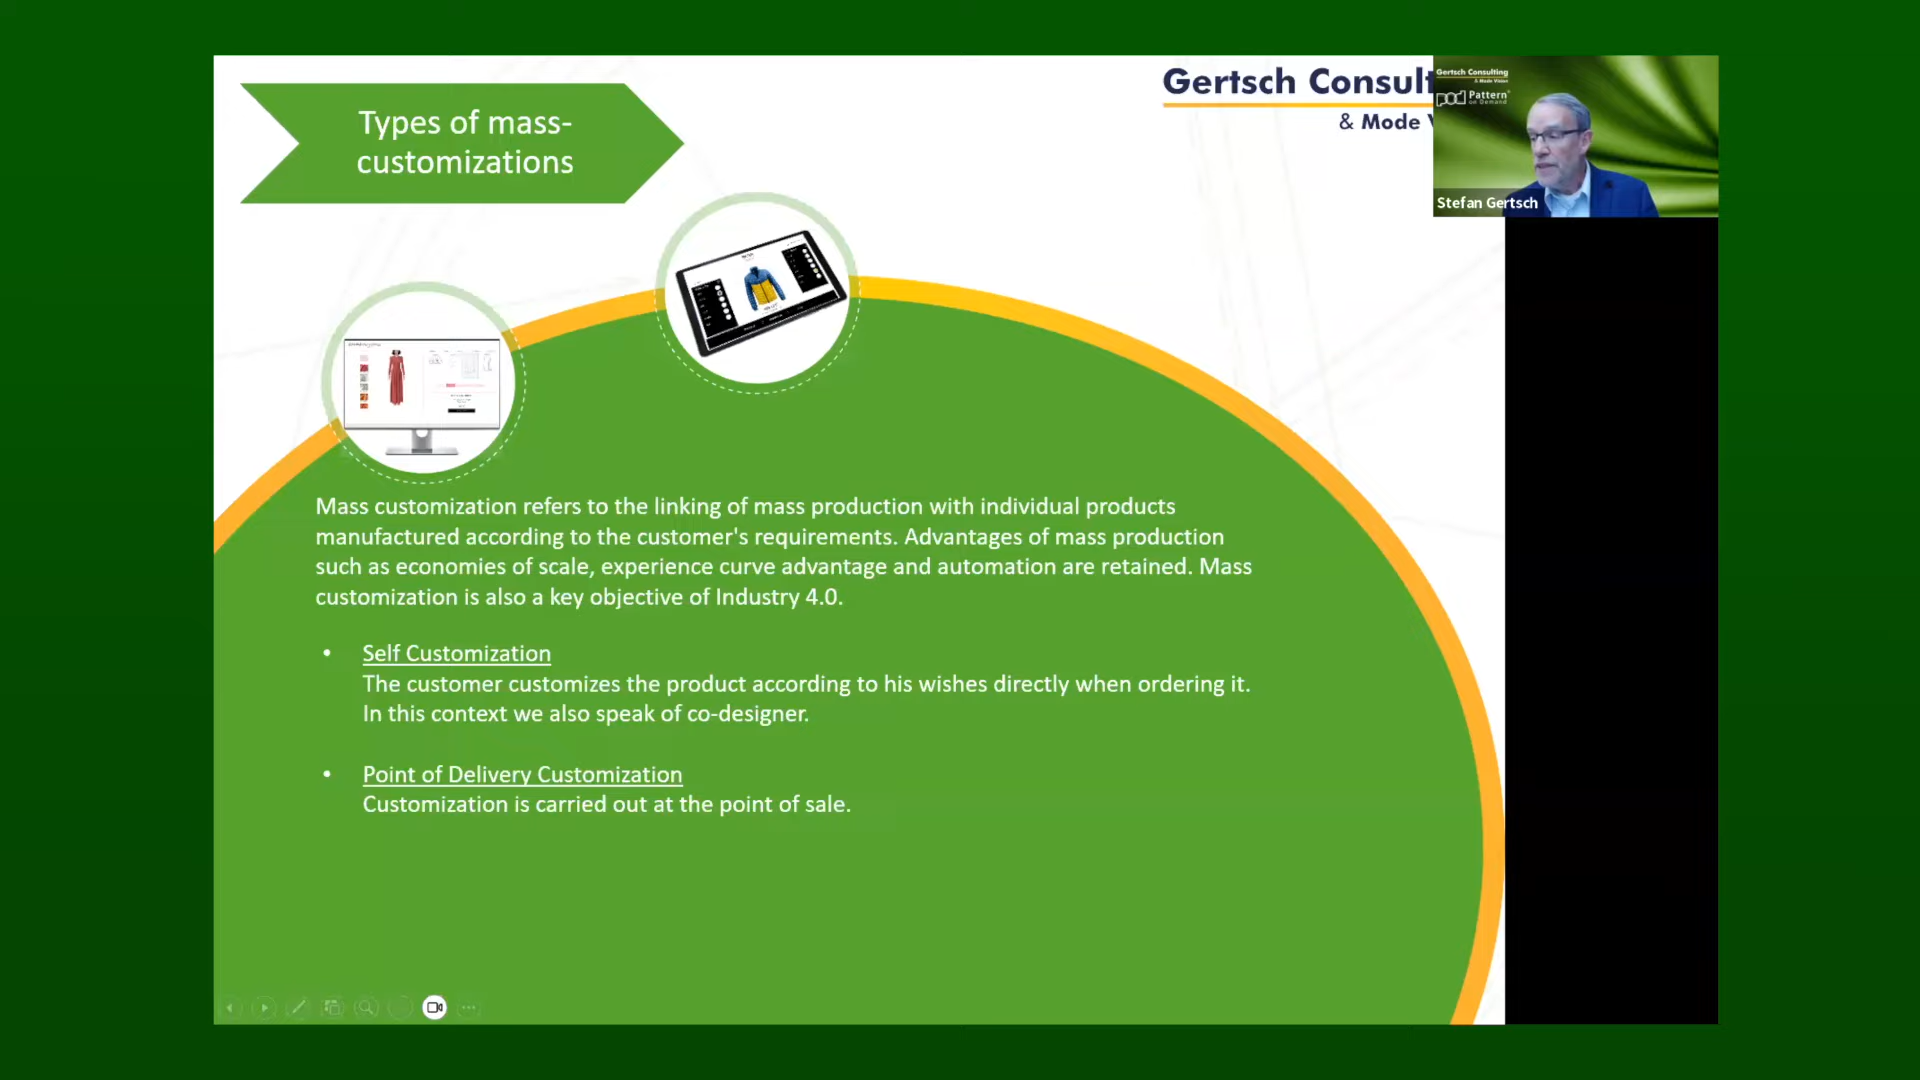 Types of mass-
customizations
Gertsch Consult
& Mode
Gertsch Consulting
& Mode Vision
pod Pattern
on Demand
Stefan Gertsch
Mass customization refers to the linking of mass production with individual products
manufactured according to the customer's requirements. Advantages of mass production
such as economies of scale, experience curve advantage and automation are retained. Mass
customization is also a key objective of Industry 4.0.
• Self Customization
The customer customizes the product according to his wishes directly when ordering it.
In this context we also speak of co-designer.
• Point of Delivery Customization
Customization is carried out at the point of sale.